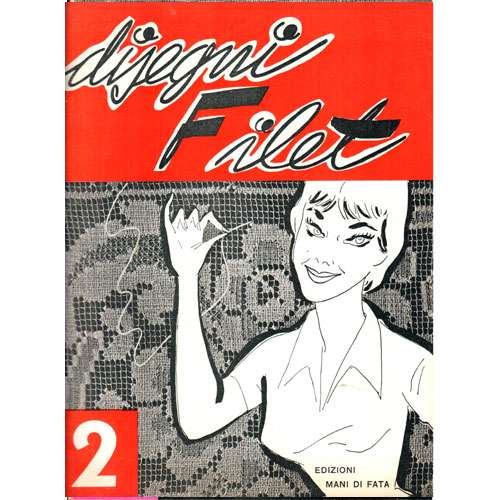 disegni
Filet
2
EDIZIONI
MANI DI FATA